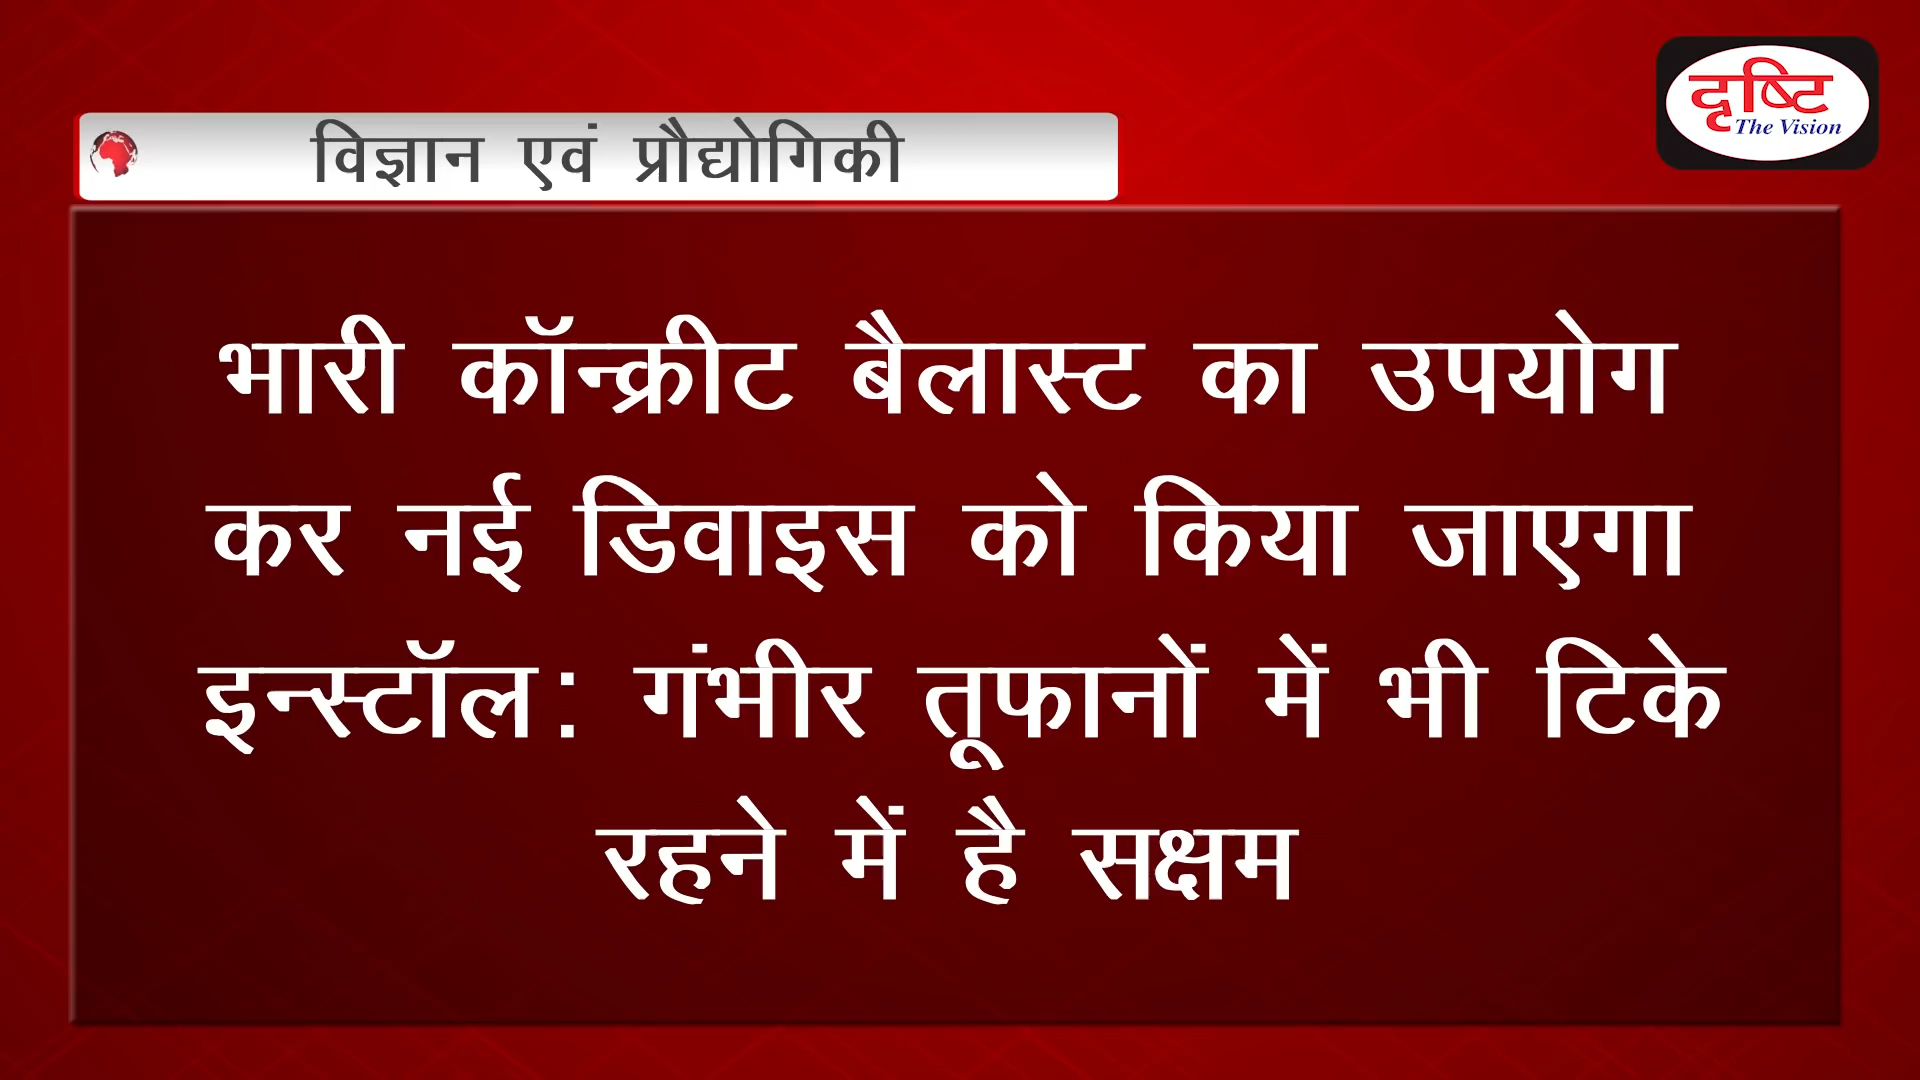 दृष्टि
The Vision
विज्ञान एवं प्रौद्योगिकी
भारी कॉन्क्रीट बैलास्ट का उपयोग
कर नई डिवाइस को किया जाएगा
इन्स्टॉल: गंभीर तूफानों में भी टिके
रहने में है सक्षम